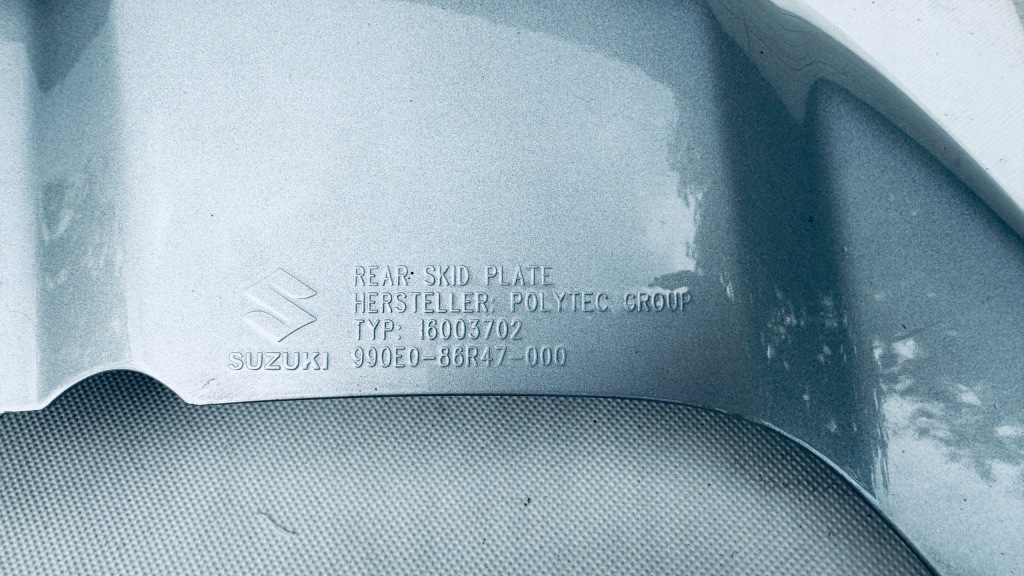 REAR SKID PLATE
HERSTELLER: POLYTEC GROUP
TYP: 16003702
SUZUKI 990E0-86R47-000